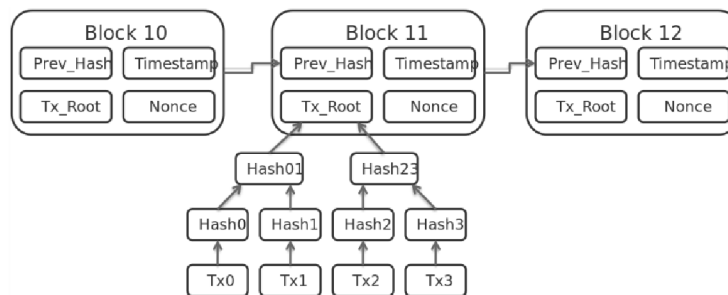 Block 10 Block 11 Block 12
Prev_Hash Timestamp Prev_Hash Timestamp Prev_Hash Timestamp
Tx_Root Nonce Tx_Root Nonce Tx_Root Nonce
Hash01 Hash23
Hash0 Hash1 Hash2 Hash3
Tx0 Tx1 Tx2 Tx3